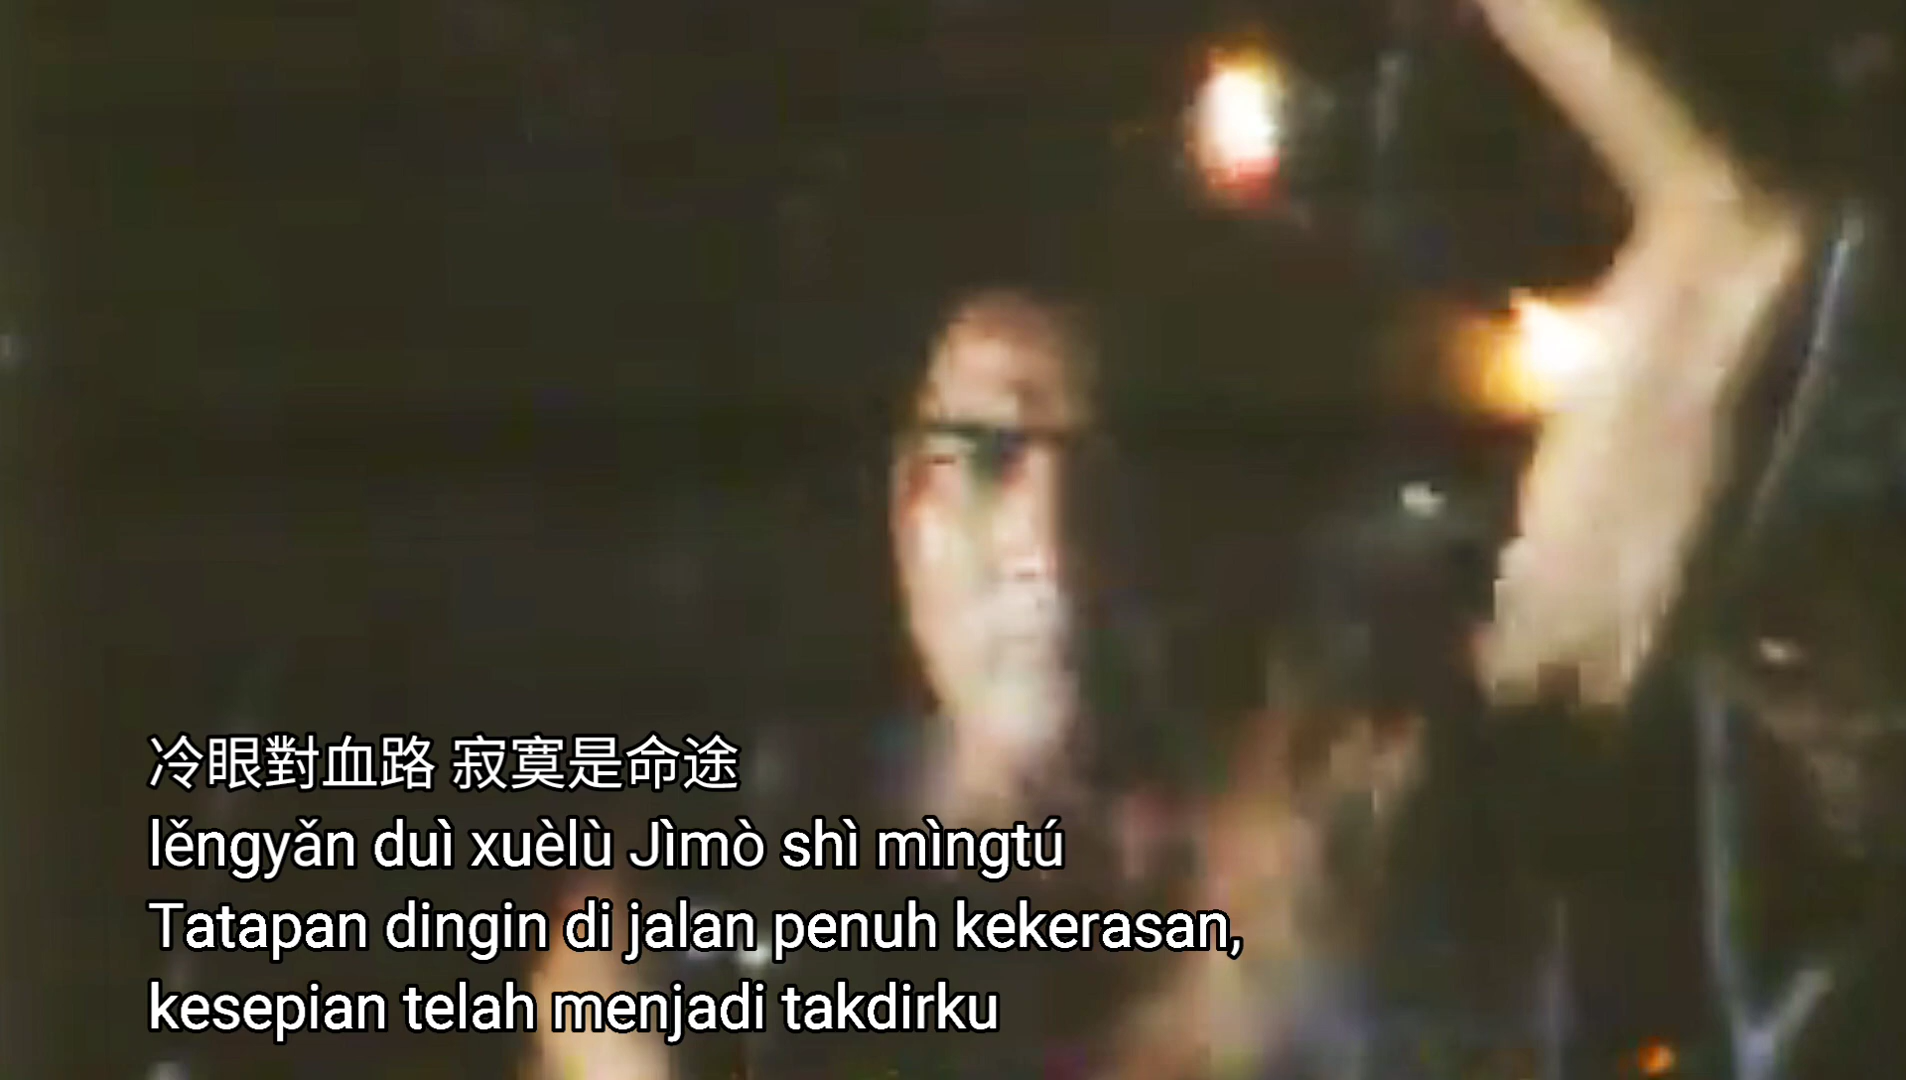 冷眼對血路 寂寞是命途
lěngyǎn duì xuèlù Jìmò shì mìngtú
Tatapan dingin di jalan penuh kekerasan,
kesepian telah menjadi takdirku